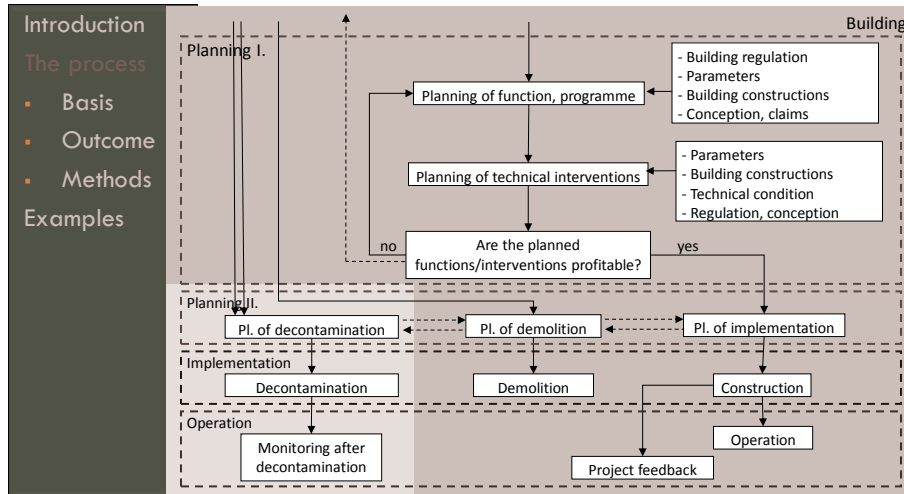 Introduction
The process
▪ Basis
▪ Outcome
▪ Methods
Examples
Building
Planning I.
Planning of function, programme
- Building regulation
- Parameters
- Building constructions
- Conception, claims
Planning of technical interventions
- Parameters
- Building constructions
- Technical condition
- Regulation, conception
no
Are the planned
functions/interventions profitable?
yes
Planning II.
Pl. of decontamination
Pl. of demolition
Pl. of implementation
Implementation
Decontamination
Demolition
Construction
Operation
Monitoring after
decontamination
Operation
Project feedback